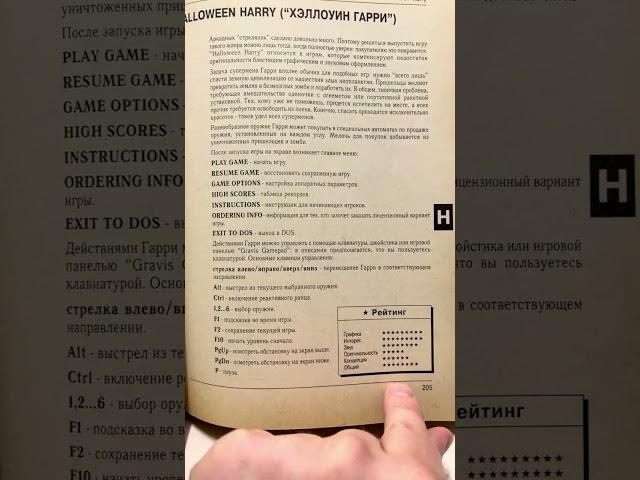 ALLOWEEN HARRY ("ХЭЛЛОУИН ГАРРИ")
Аркадных "стрелялок" сделано довольно много. Поэтому решиться выпустить игру
такого жанра можно лишь тогда, когда полностью уверен: покупателю это понравится.
"Halloween Harry" относится к играм, которые компенсируют недостаток
оригинальности блестящим графическим и звуковым оформлением.
Задача супермена Гарри вполне обычна для подобных игр: нужно "всего лишь"
спасти земную цивилизацию от нашествия злых инопланетян. Пришельцы желают
превратить землян в безмозглых зомби и поработить их. В общем, типичная проблема,
требующая вмешательства одиночки с огнеметом или портативной ракетной
установкой. Тех, кому уже не поможешь, придется испепелить на месте, а всех
прочих требуется освободить из плена. Конечно, спасать приходится исключительно
красоток - таков удел всех суперменов.
Разнообразное оружие Гарри может покупать в специальных автоматах по продаже
оружия, установленных на каждом углу. Мелочь для покупок добывается из
уничтоженных пришельцев и зомби.
После запуска игры на экране возникает главное меню:
PLAY GAME - начать игру.
RESUME GAME - восстановить сохраненную игру.
GAME OPTIONS - настройка аппаратных параметров.
HIGH SCORES - таблица рекордов.
INSTRUCTIONS - инструкции для начинающих игроков.
ORDERING INFO - информация для тех, кто захочет заказать лицензионный вариант
игры.
EXIT TO DOS - выход в DOS.
Действиями Гарри можно управлять с помощью клавиатуры, джойстика или игровой
панелью "Gravis Gamepad"; в описании предполагается, что вы пользуетесь
клавиатурой. Основные клавиши управления:
стрелка влево/вправо/вверх/вниз - перемещение Гарри в соответствующем
направлении.
Alt - выстрел из текущего выбранного оружия.
Ctrl - включение реактивного ранца.
1,2...6 - выбор оружия.
F1 - подсказка во время игры.
F2 - сохранение текущей игры.
F10 - начать уровень сначала.
PgUp - осмотреть обстановку на экран выше.
PgDn - осмотреть обстановку на экран ниже.
P - пауза.
★ Рейтинг
Графика ★★★★★★★★★
Интерес ★★★★★★★★★
Звук ★★★★★★★★
Оригинальность ★★★★★★
Концепция ★★★★★
Общий ★★★★★★★★
205
H